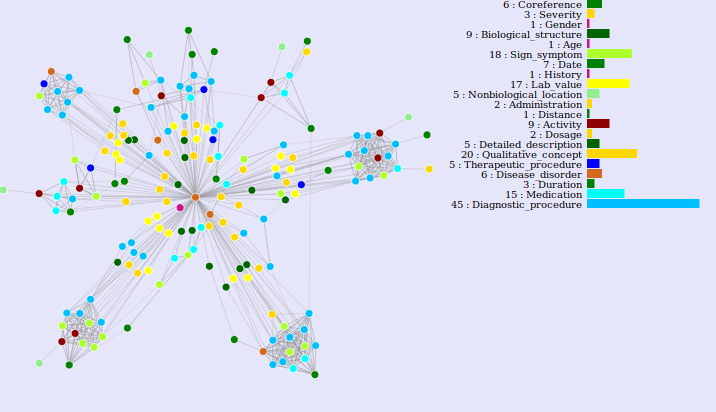 6 : Coreference
3 : Severity
1 : Gender
9 : Biological_structure
1 : Age
18 : Sign_symptom
7 : Date
1 : History
17 : Lab_value
5 : Nonbiological_location
2 : Administration
1 : Distance
9 : Activity
2 : Dosage
5 : Detailed_description
20 : Qualitative_concept
5 : Therapeutic_procedure
6 : Disease_disorder
3 : Duration
15 : Medication
45 : Diagnostic_procedure